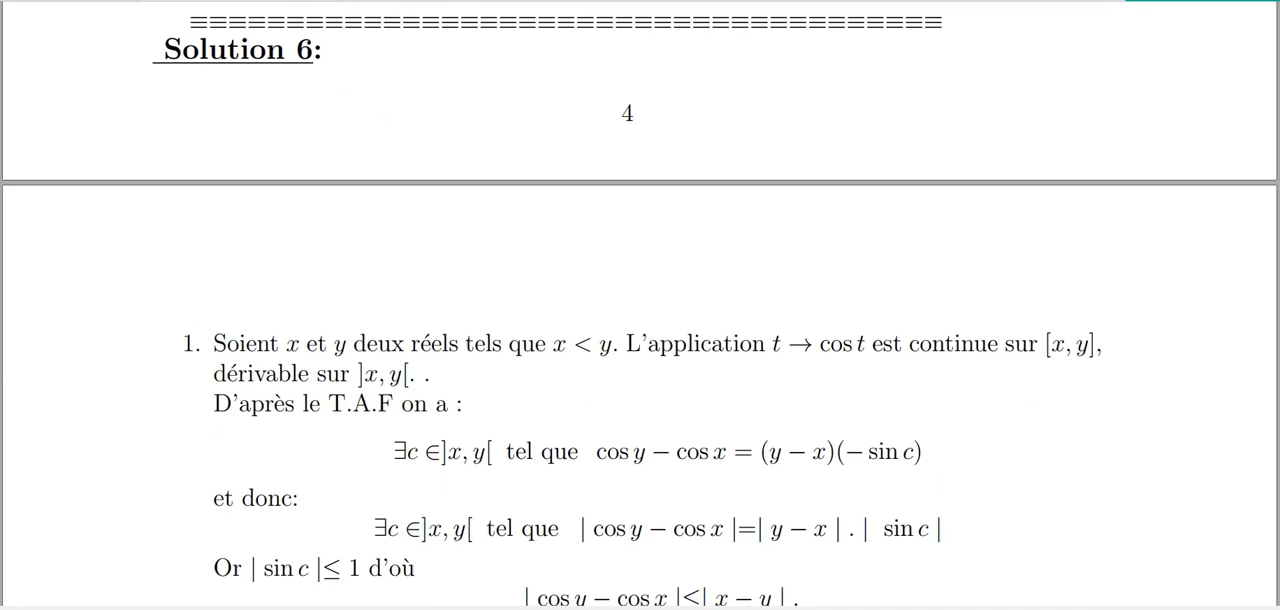 Solution 6:
4
1. Soient x et y deux réels tels que x < y. L'application t → cos t est continue sur [x, y],
dérivable sur ]x, y[. .
D'après le T.A.F on a :
∃c ∈]x, y[ tel que cos y − cos x = (y − x)(− sin c)
et donc:
∃c ∈]x, y[ tel que | cos y − cos x |=| y − x | . | sin c |
Or | sin c |≤ 1 d'où
| cos y − cos x |<| x − y | .